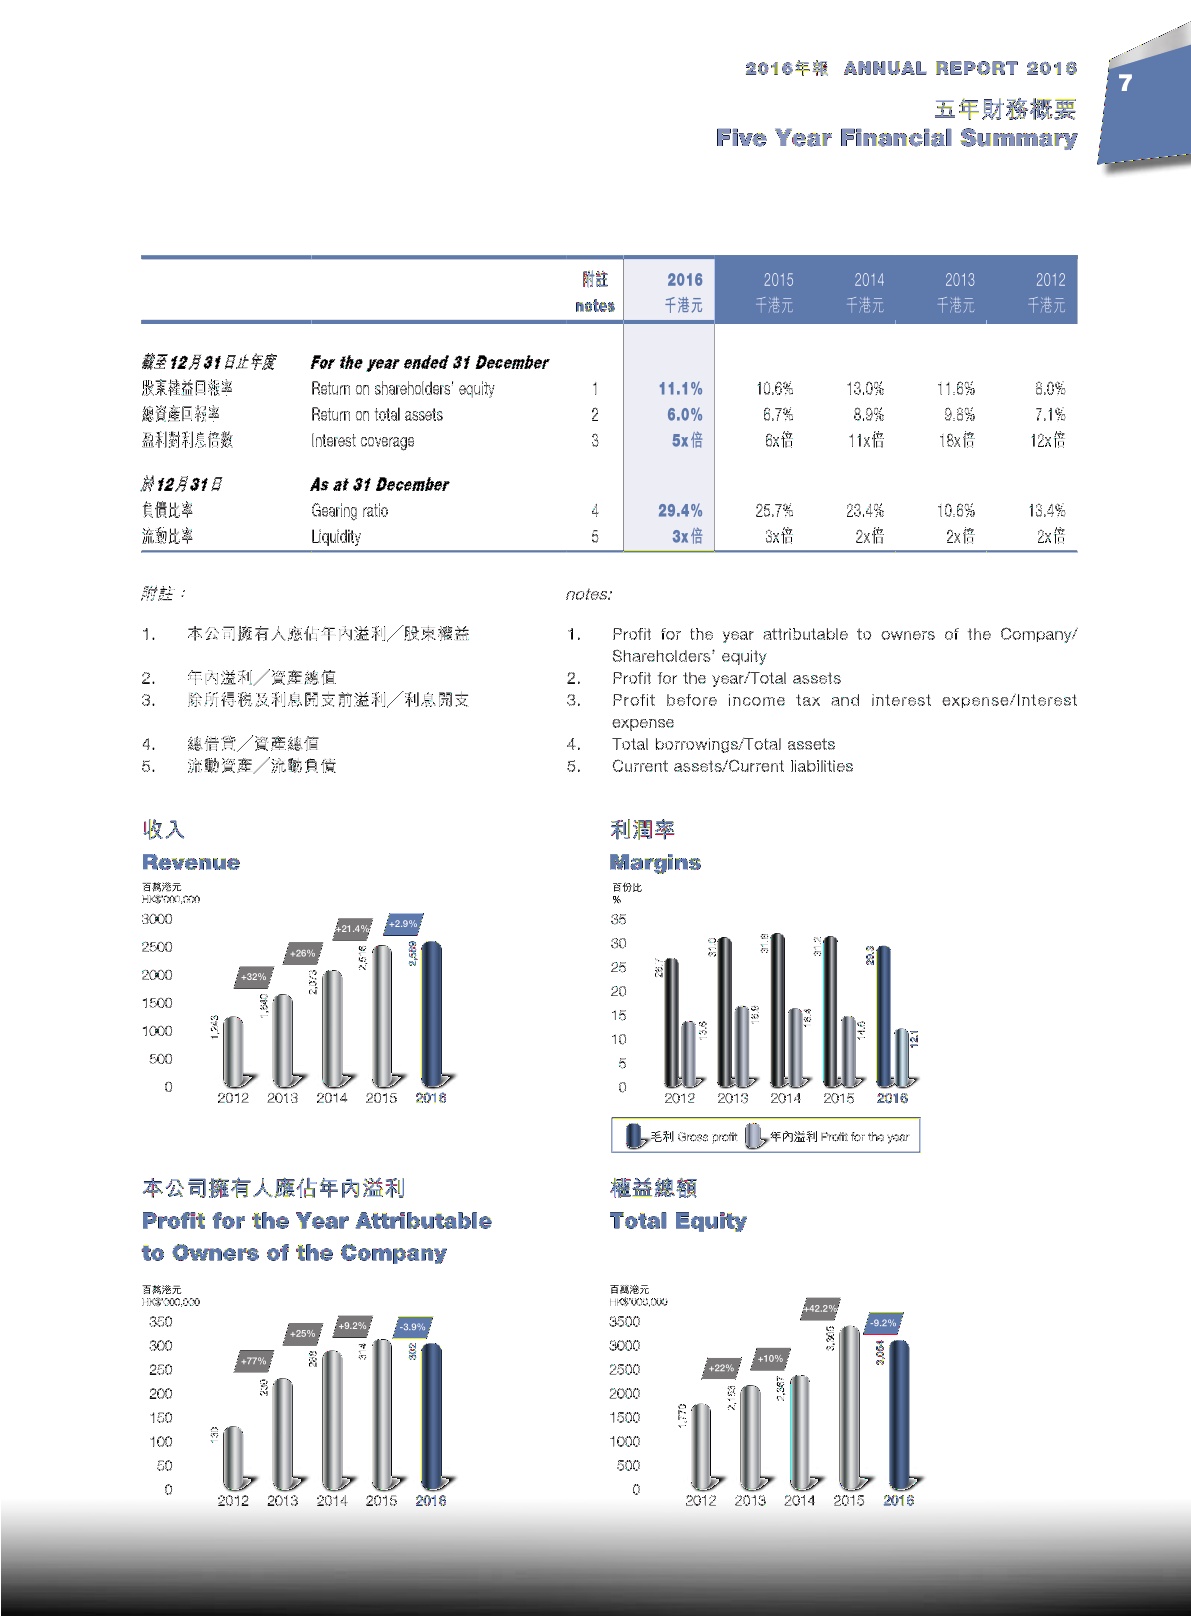 2016年報 ANNUAL REPORT 2016
7
五年財務概要
Five Year Financial Summary
附註 2016 2015 2014 2013 2012
notes 千港元 千港元 千港元 千港元 千港元
截至12月31日止年度 For the year ended 31 December
股東權益回報率 Return on shareholders' equity 1 11.1% 10.6% 13.0% 11.6% 8.0%
總資產回報率 Return on total assets 2 6.0% 6.7% 8.9% 9.8% 7.1%
盈利對利息倍數 Interest coverage 3 5x倍 6x倍 11x倍 18x倍 12x倍
於12月31日 As at 31 December
負債比率 Gearing ratio 4 29.4% 25.7% 23.4% 10.6% 13.4%
流動比率 Liquidity 5 3x倍 3x倍 2x倍 2x倍 2x倍
附註：
1. 本公司擁有人應佔年內溢利／股東權益
2. 年內溢利／資產總值
3. 除所得稅及利息開支前溢利／利息開支
4. 總借貸／資產總值
5. 流動資產／流動負債
notes:
1. Profit for the year attributable to owners of the Company/
Shareholders' equity
2. Profit for the year/Total assets
3. Profit before income tax and interest expense/Interest
expense
4. Total borrowings/Total assets
5. Current assets/Current liabilities
收入
Revenue
百萬港元
HK$'000,000
3000
2500
2000
1500
1000
500
0
+32%
+26%
+21.4%
+2.9%
1,243
1,640
2,073
2,516
2,589
2012 2013 2014 2015 2016
利潤率
Margins
百份比
%
35
30
25
20
15
10
5
0
26.7
13.6
31.0
16.8
31.8
16.4
31.2
14.6
29.3
12.1
2012 2013 2014 2015 2016
毛利 Gross profit 年內溢利 Profit for the year
本公司擁有人應佔年內溢利
Profit for the Year Attributable
to Owners of the Company
百萬港元
HK$'000,000
350
300
250
200
150
100
50
0
+77%
+25%
+9.2%
-3.9%
130
230
288
314
302
2012 2013 2014 2015 2016
權益總額
Total Equity
百萬港元
HK$'000,000
3500
3000
2500
2000
1500
1000
500
0
+22%
+10%
+42.2%
-9.2%
1,770
2,153
2,367
3,365
3,054
2012 2013 2014 2015 2016